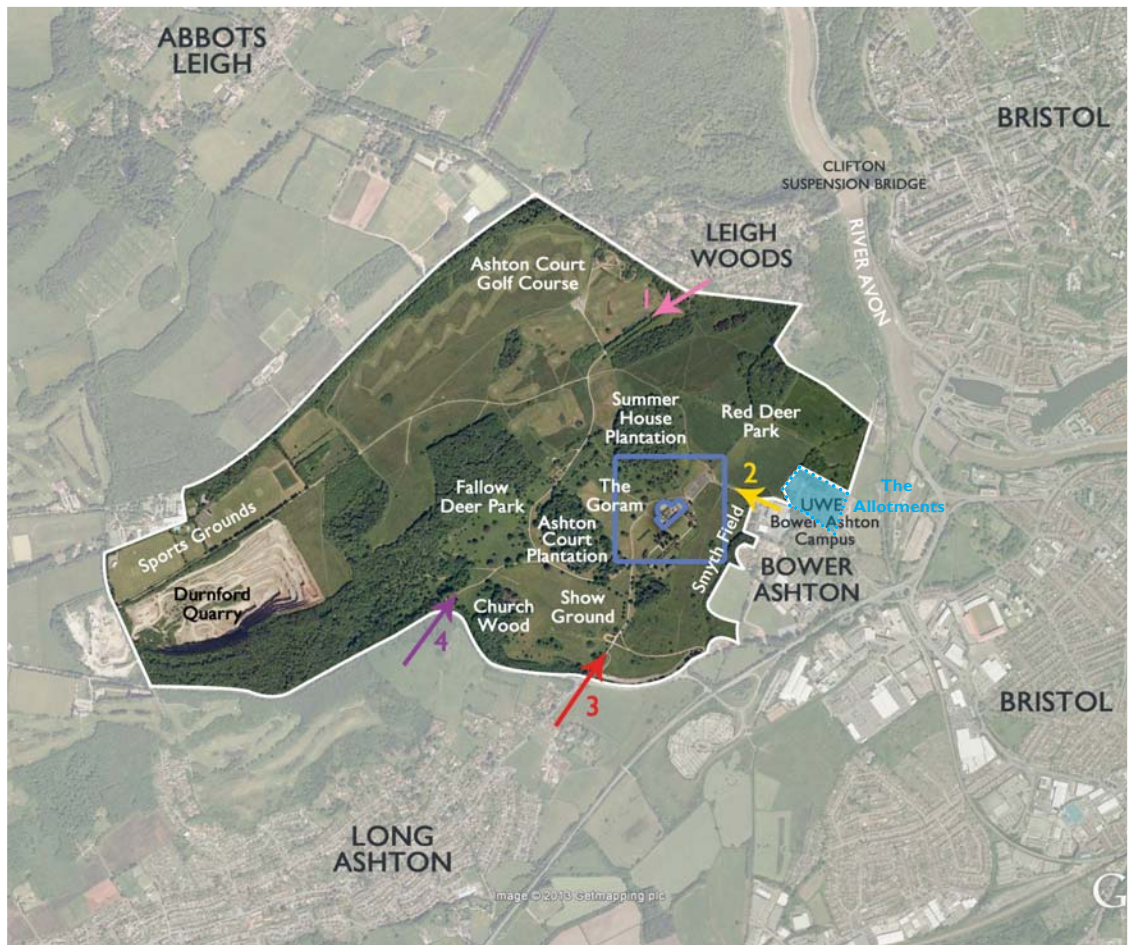 ABBOTS
LEIGH
BRISTOL
CLIFTON
SUSPENSION BRIDGE
RIVER AVON
LEIGH
WOODS
Ashton Court
Golf Course
1
Summer
House
Plantation
Red Deer
Park
2
The
Allotments
UWE
Bower Ashton
Campus
Fallow
Deer Park
The
Goram
Ashton
Court
Plantation
Smyth Field
BOWER
ASHTON
Sports Grounds
Durnford
Quarry
Church
Wood
Show
Ground
4
3
BRISTOL
LONG
ASHTON
Image © 2013 Getmapping plc
G